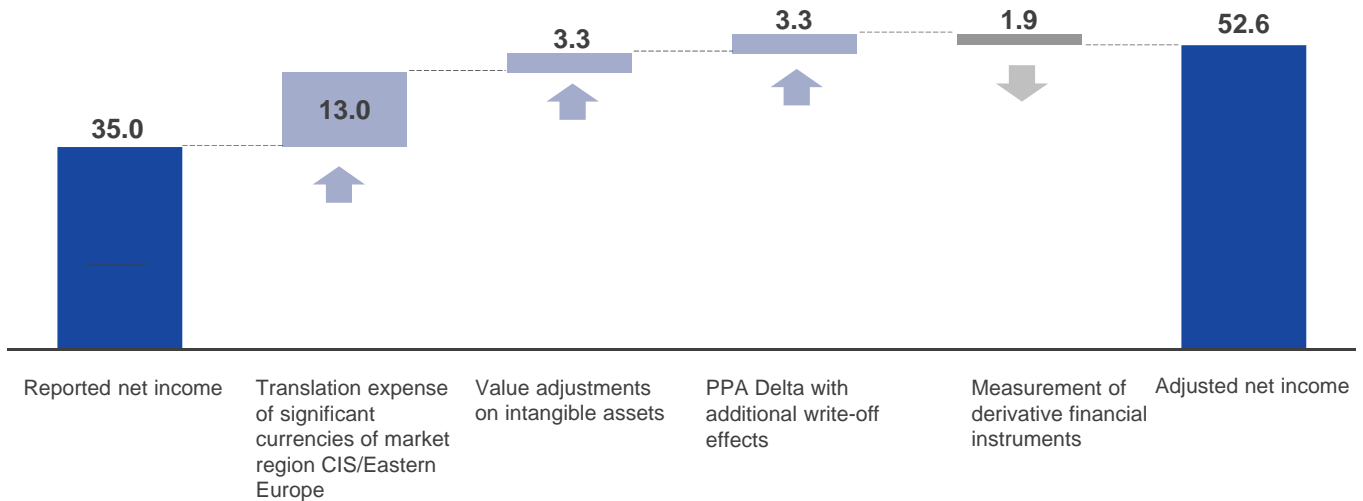 35.0
13.0
3.3
3.3
1.9
52.6
Reported net income
Translation expense
of significant
currencies of market
region CIS/Eastern
Europe
Value adjustments
on intangible assets
PPA Delta with
additional write-off
effects
Measurement of
derivative financial
instruments
Adjusted net income